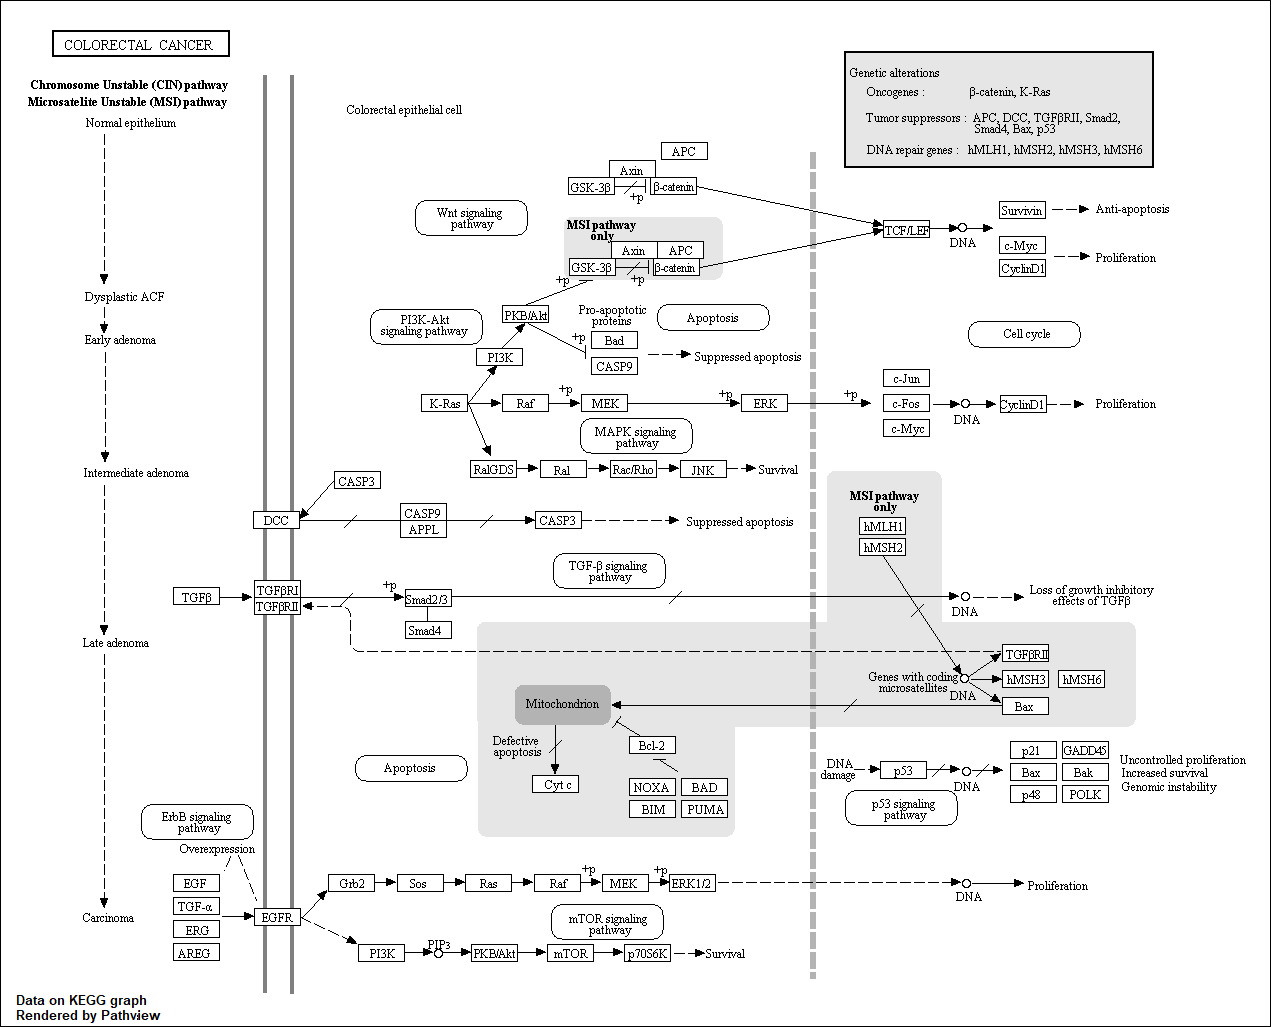 COLORECTAL CANCER
Chromosome Unstable (CIN) pathway
Microsatelite Unstable (MSI) pathway
Normal epithelium
Dysplastic ACF
Early adenoma
Intermediate adenoma
Late adenoma
Carcinoma
Colorectal epithelial cell
Genetic alterations
Oncogenes : β-catenin, K-Ras
Tumor suppressors : APC, DCC, TGFβRII, Smad2,
Smad4, Bax, p53
DNA repair genes : hMLH1, hMSH2, hMSH3, hMSH6
APC
Axin
GSK-3β
β-catenin
+p
Wnt signaling
pathway
MSI pathway
only
Axin
APC
GSK-3β
β-catenin
+p
+p
TCF/LEF
DNA
Survivin
Anti-apoptosis
c-Myc
CyclinD1
Proliferation
PI3K-Akt
signaling pathway
PKB/Akt
PI3K
Pro-apoptotic
proteins
+p
Bad
CASP9
Suppressed apoptosis
Apoptosis
Cell cycle
K-Ras
Raf
+p
MEK
+p
ERK
+p
c-Jun
c-Fos
c-Myc
DNA
CyclinD1
Proliferation
MAPK signaling
pathway
RalGDS
Ral
Rac/Rho
JNK
Survival
CASP3
DCC
CASP9
APPL
CASP3
Suppressed apoptosis
MSI pathway
only
hMLH1
hMSH2
TGF-β signaling
pathway
TGFβ
TGFβRI
TGFβRII
+p
Smad2/3
Smad4
DNA
Loss of growth inhibitory
effects of TGFβ
Genes with coding
microsatellites
DNA
TGFβRII
hMSH3
hMSH6
Bax
Mitochondrion
Defective
apoptosis
Bcl-2
Cyt c
NOXA
BAD
BIM
PUMA
Apoptosis
DNA
damage
p53
DNA
p21
GADD45
Bax
Bak
p48
POLK
Uncontrolled proliferation
Increased survival
Genomic instability
p53 signaling
pathway
ErbB signaling
pathway
Overexpression
EGF
TGF-α
ERG
AREG
EGFR
Grb2
Sos
Ras
Raf
+p
MEK
+p
ERK1/2
DNA
Proliferation
mTOR signaling
pathway
PI3K
PIP3
PKB/Akt
mTOR
p70S6K
Survival
Data on KEGG graph
Rendered by Pathview